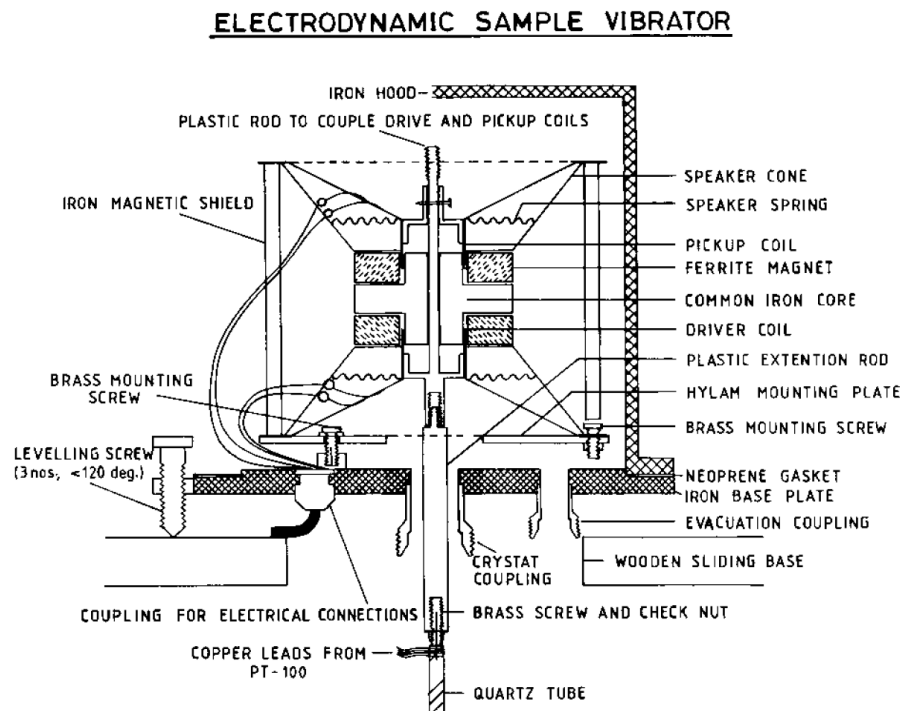 ELECTRODYNAMIC SAMPLE VIBRATOR
IRON HOOD
PLASTIC ROD TO COUPLE DRIVE AND PICKUP COILS
IRON MAGNETIC SHIELD
SPEAKER CONE
SPEAKER SPRING
PICKUP COIL
FERRITE MAGNET
COMMON IRON CORE
DRIVER COIL
PLASTIC EXTENTION ROD
BRASS MOUNTING
SCREW
HYLAM MOUNTING PLATE
BRASS MOUNTING SCREW
LEVELLING SCREW
(3 nos, <120 deg.)
NEOPRENE GASKET
IRON BASE PLATE
EVACUATION COUPLING
CRYSTAT
COUPLING
WOODEN SLIDING BASE
COUPLING FOR ELECTRICAL CONNECTIONS
BRASS SCREW AND CHECK NUT
COPPER LEADS FROM
PT-100
QUARTZ TUBE